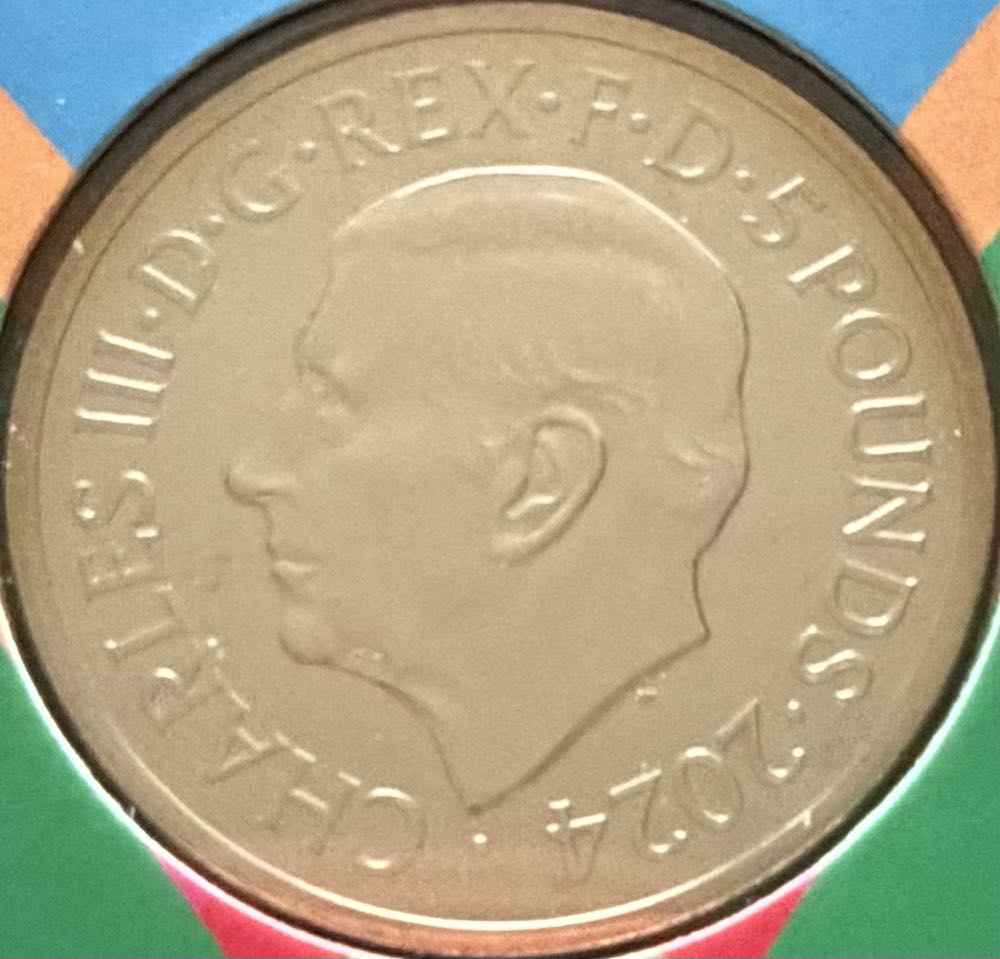 CHARLES III · D · G · REX · F · D · 5 POUNDS · 2024 ·